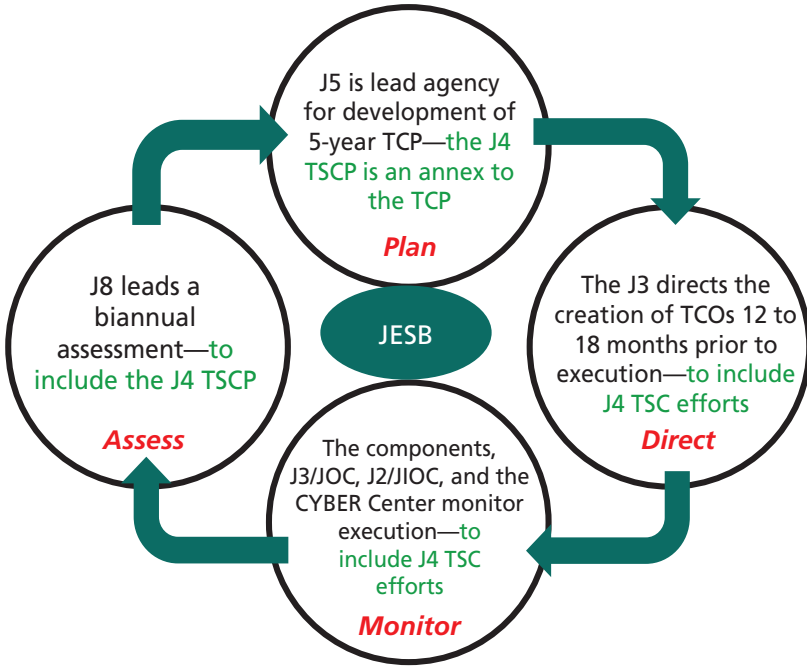 J5 is lead agency
for development of
5-year TCP—the J4
TSCP is an annex to
the TCP
Plan
The J3 directs the
creation of TCOs 12 to
18 months prior to
execution—to include
J4 TSC efforts
Direct
The components,
J3/JOC, J2/JIOC, and the
CYBER Center monitor
execution—to
include J4 TSC
efforts
Monitor
J8 leads a
biannual
assessment—to
include the J4 TSCP
Assess
JESB